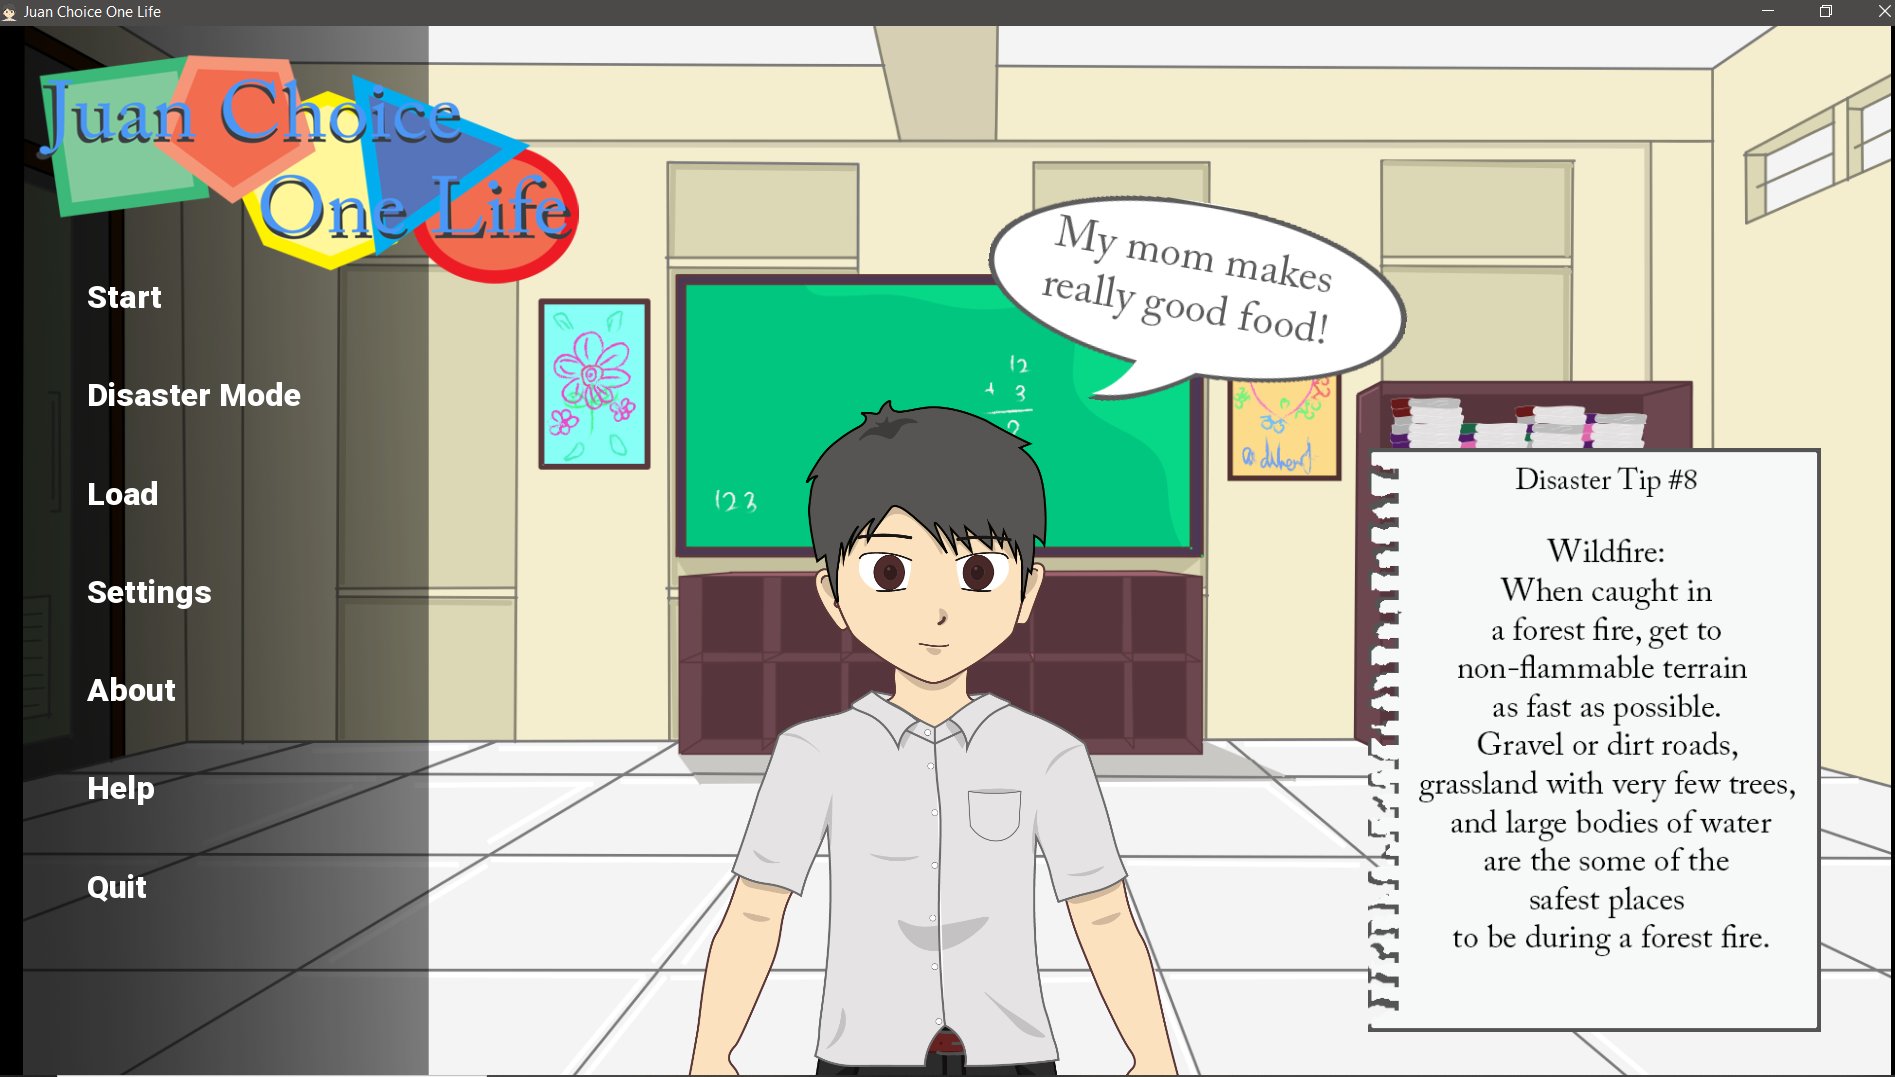 Juan Choice One Life
Juan Choice
One Life
Start
Disaster Mode
Load
Settings
About
Help
Quit
My mom makes
really good food!
12
+ 3
123
Disaster Tip #8
Wildfire:
When caught in
a forest fire, get to
non-flammable terrain
as fast as possible.
Gravel or dirt roads,
grassland with very few trees,
and large bodies of water
are the some of the
safest places
to be during a forest fire.